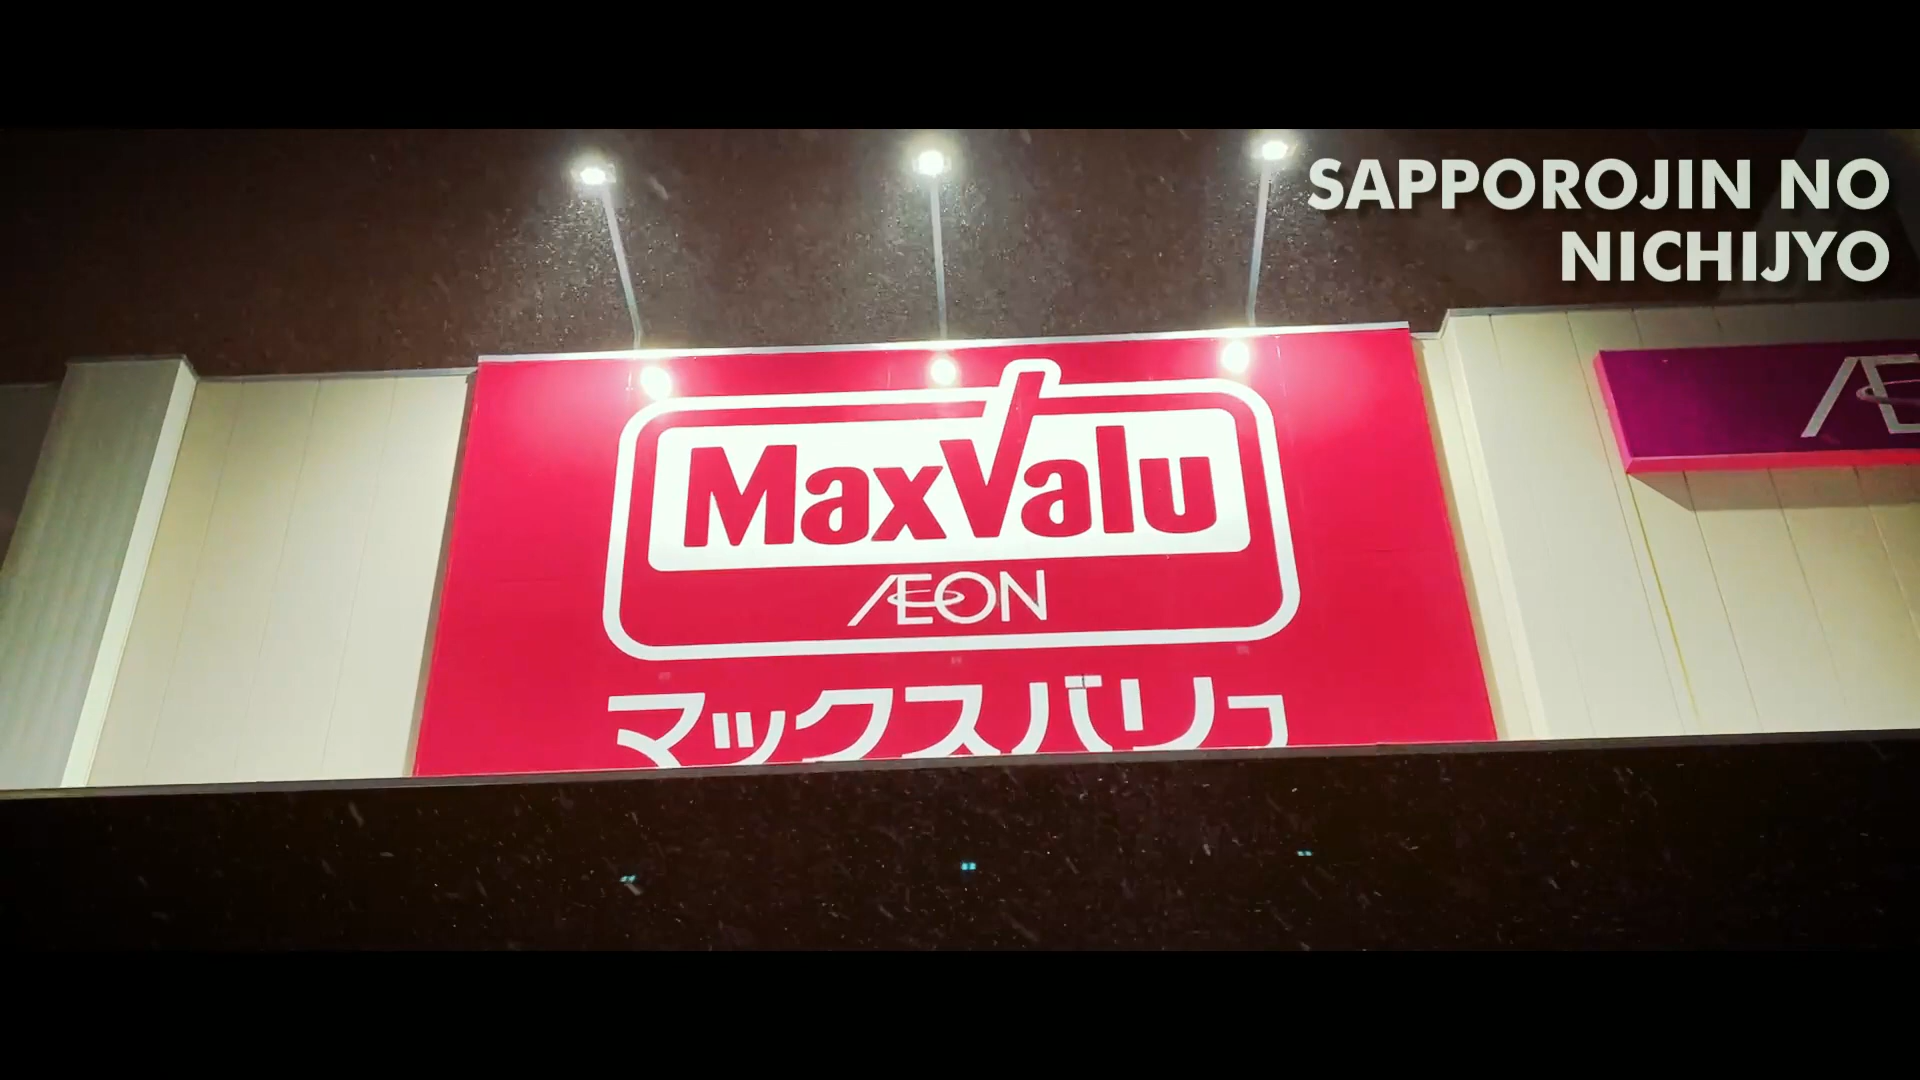 SAPPOROJIN NO
NICHIJYO
MaxValu
ÆON
マックスバリュ